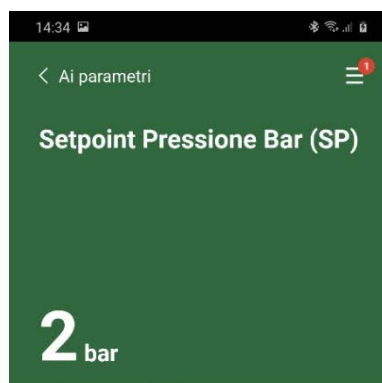 14:34
< Ai parametri
1
Setpoint Pressione Bar (SP)
2 bar